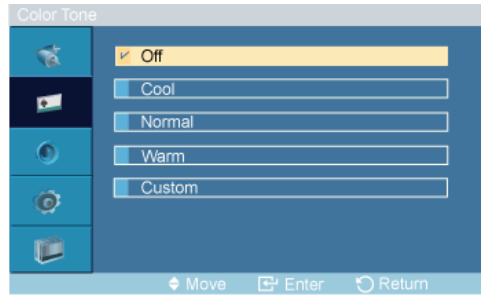 Color Tone
Off
Cool
Normal
Warm
Custom
Move Enter Return